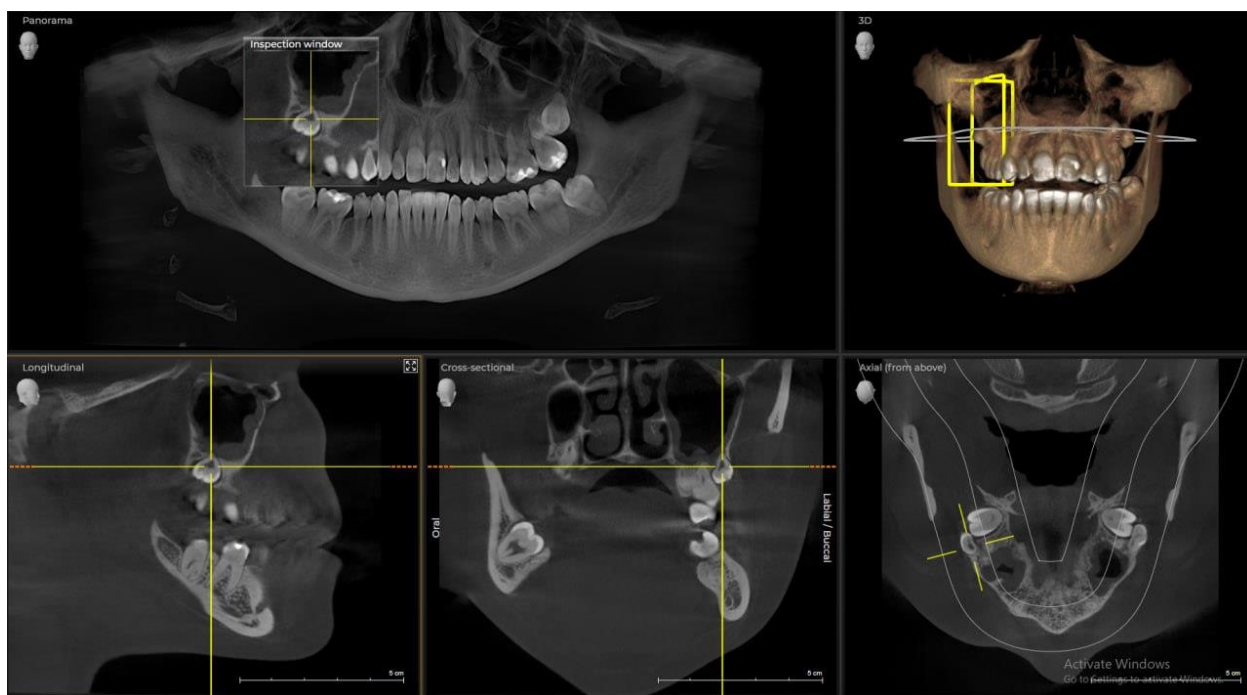 Panorama
Inspection window
3D
Longitudinal
Cross-sectional
Axial (from above)
Oral
Labial / Buccal
5 cm
5 cm
Activate Windows
Go to Settings to activate Windows.
5 cm